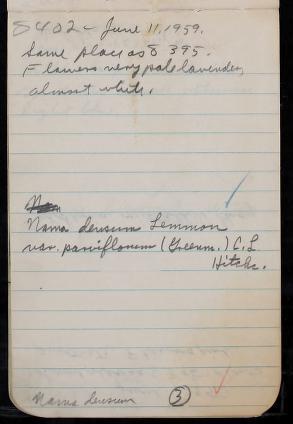 8402 - June 11, 1959.
Same place as 8395.
Flowers very pale lavender,
almost white.
Nama densum Lemmon
var. parviflorum (Greenm.) C. L.
Hitchc.
Nama densum
3